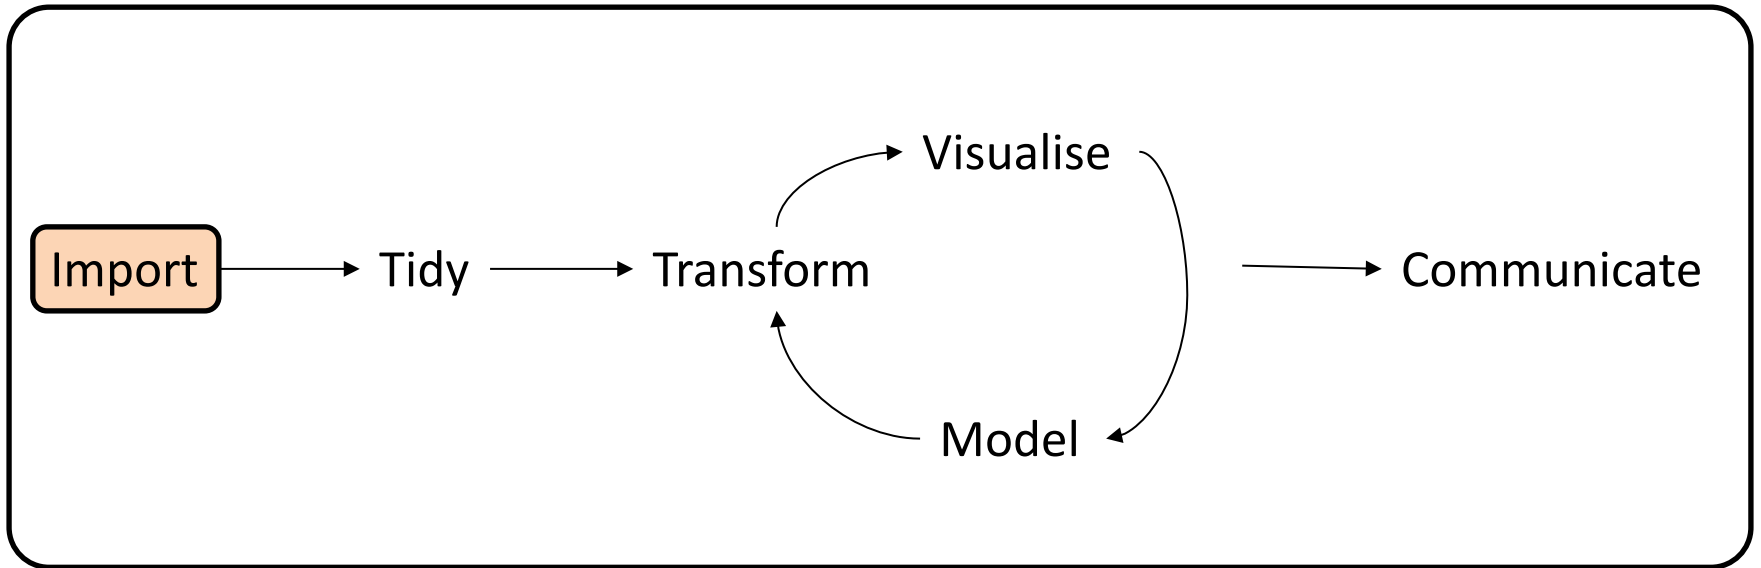 Visualise
Import
Tidy
Transform
Communicate
Model